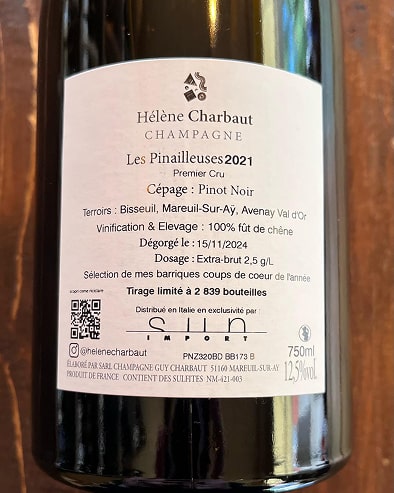 Hélène Charbaut
CHAMPAGNE
Les Pinailleuses 2021
Premier Cru
Cépage : Pinot Noir
Terroirs : Bisseuil, Mareuil-Sur-Aÿ, Avenay Val d'Or
Vinification & Elevage : 100% fût de chêne
Dégorgé le : 15/11/2024
Dosage : Extra-brut 2,5 g/L
Sélection de mes barriques coups de coeur de l'année
Tirage limité à 2 839 bouteilles
Distribué en Italie en exclusivité par :
sun
IMPORT
PNZ320BD BB173 B
@helenecharbaut
750ml
ÉLABORÉ PAR SARL CHAMPAGNE GUY CHARBAUT 51160 MAREUIL-SUR-AY
12,5%vol.
PRODUIT DE FRANCE CONTIENT DES SULFITES NM-421-003